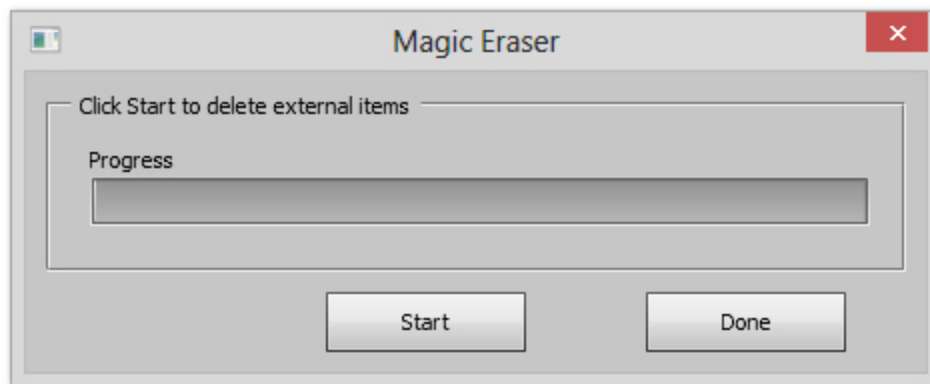 Magic Eraser
Click Start to delete external items
Progress
Start
Done